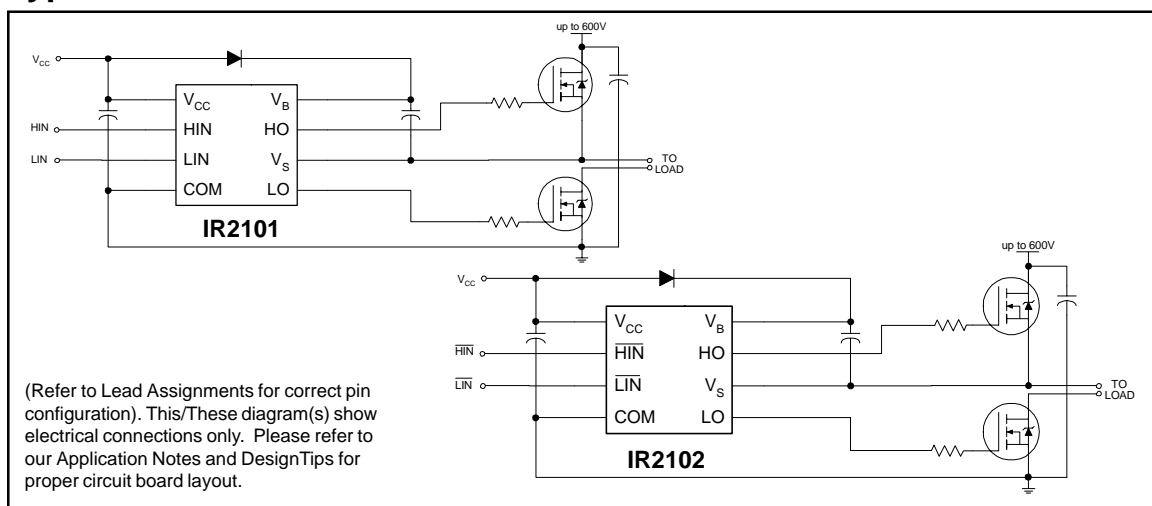 up to 600V
VCC
VCC VB
HIN HIN HO
LIN LIN VS TO
LOAD
COM LO
IR2101
up to 600V
VCC
VCC VB
HIN HIN HO
LIN LIN VS TO
LOAD
COM LO
IR2102
(Refer to Lead Assignments for correct pin
configuration). This/These diagram(s) show
electrical connections only. Please refer to
our Application Notes and DesignTips for
proper circuit board layout.